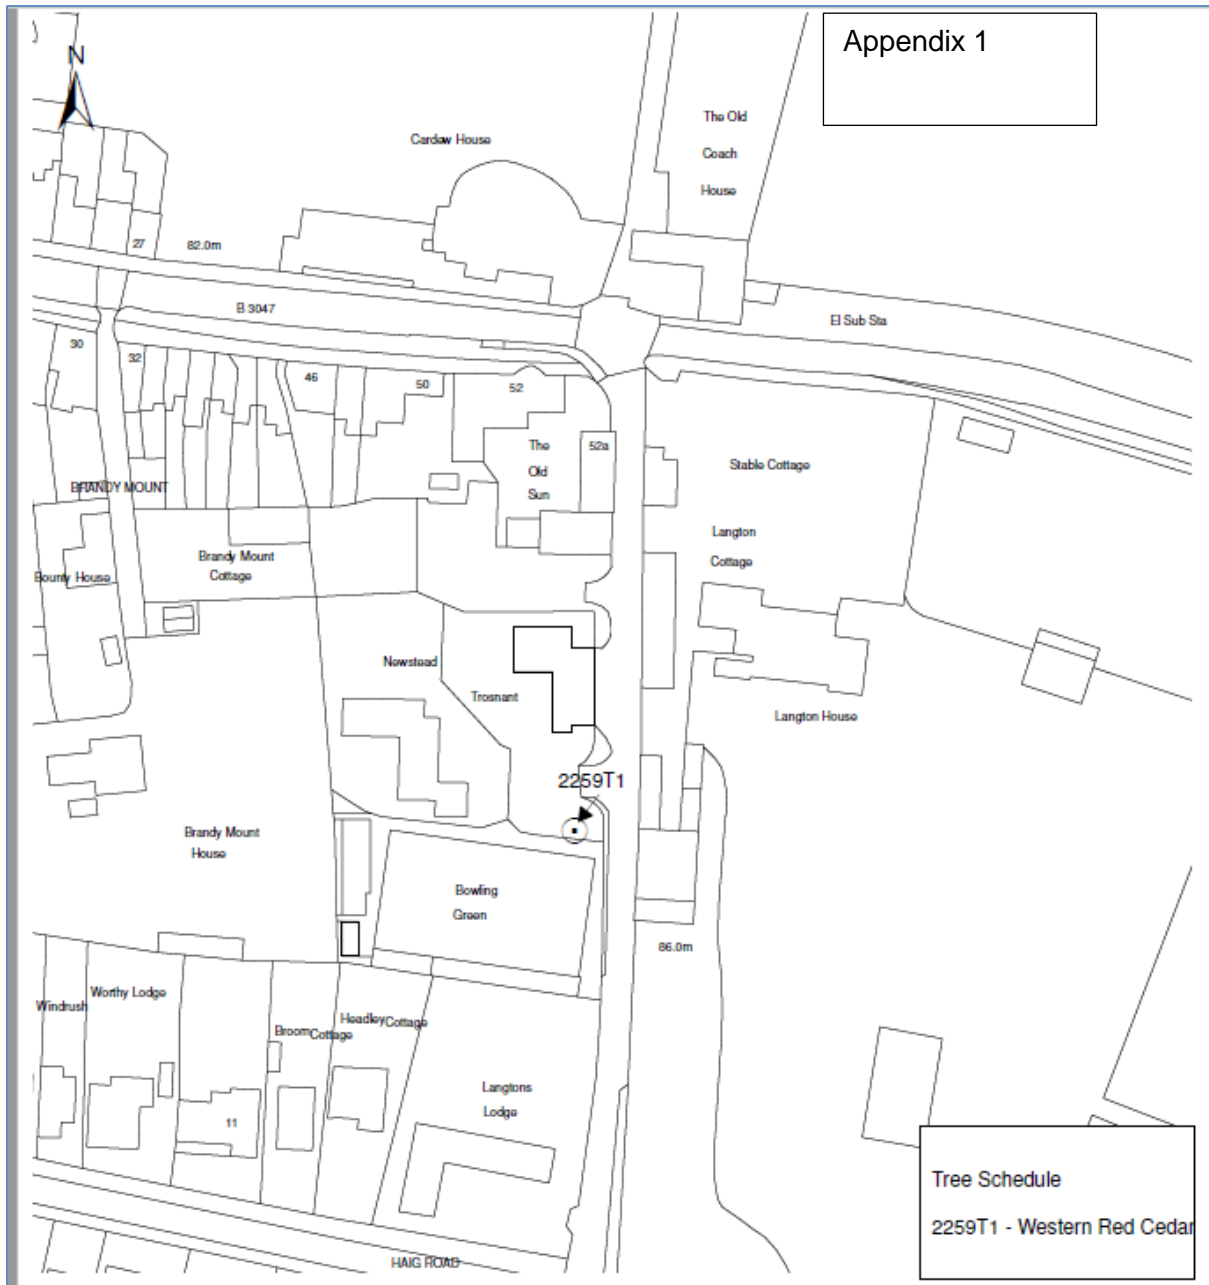 Appendix 1
N
The Old
Coach
House
Cardew House
27
82.0m
B 3047
El Sub Sta
30
32
46
50
52
The
Old
Sun
52a
Stable Cottage
BRANDY MOUNT
Langton
Cottage
Brandy Mount
Cottage
Bounty House
Newstead
Trosnant
Langton House
2259T1
Brandy Mount
House
Bowling
Green
86.0m
Windrush
Worthy Lodge
Broom Cottage
Headley Cottage
Langtons
Lodge
11
HAIG ROAD
Tree Schedule
2259T1 - Western Red Cedar